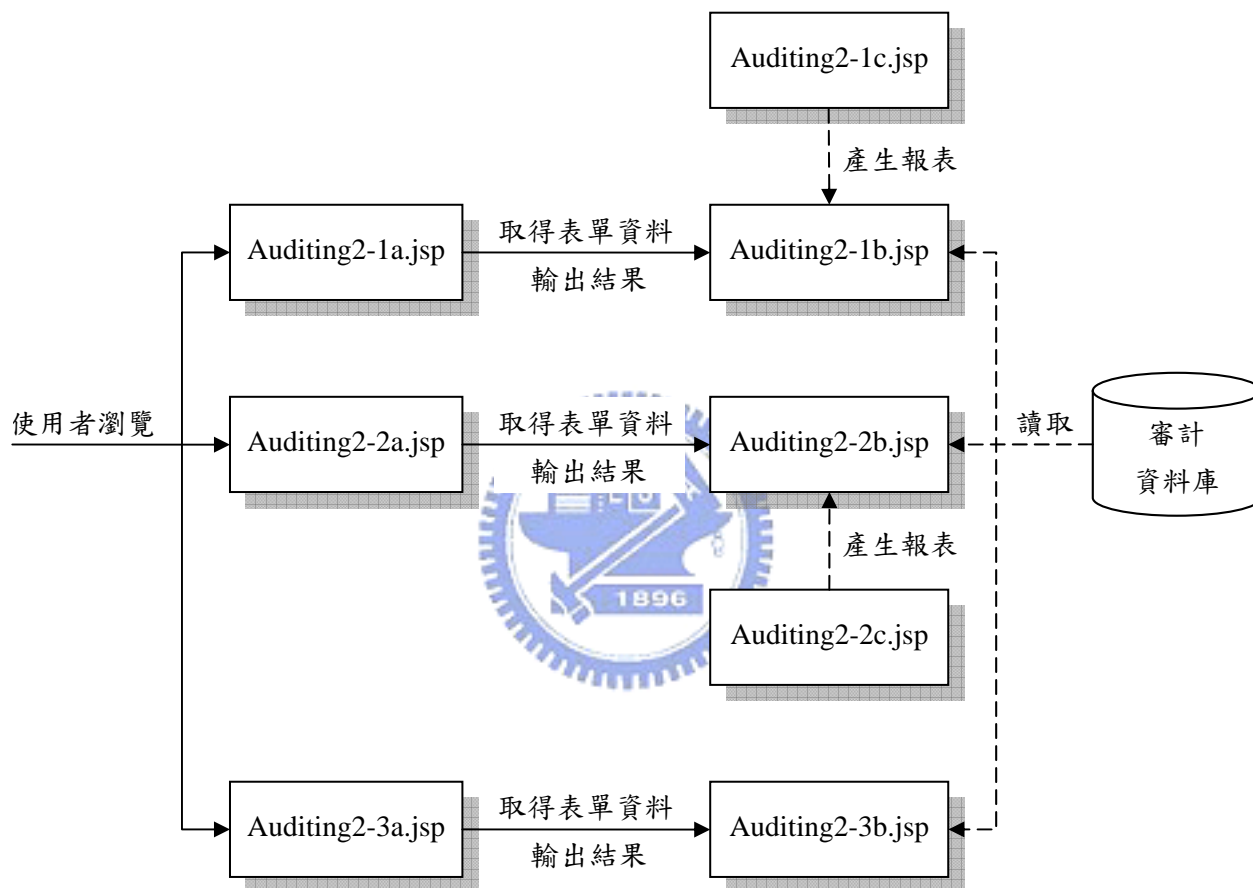 Auditing2-1c.jsp
產生報表
Auditing2-1a.jsp
取得表單資料
輸出結果
Auditing2-1b.jsp
使用者瀏覽
Auditing2-2a.jsp
取得表單資料
輸出結果
Auditing2-2b.jsp
讀取
審計
資料庫
產生報表
1896
Auditing2-2c.jsp
Auditing2-3a.jsp
取得表單資料
輸出結果
Auditing2-3b.jsp